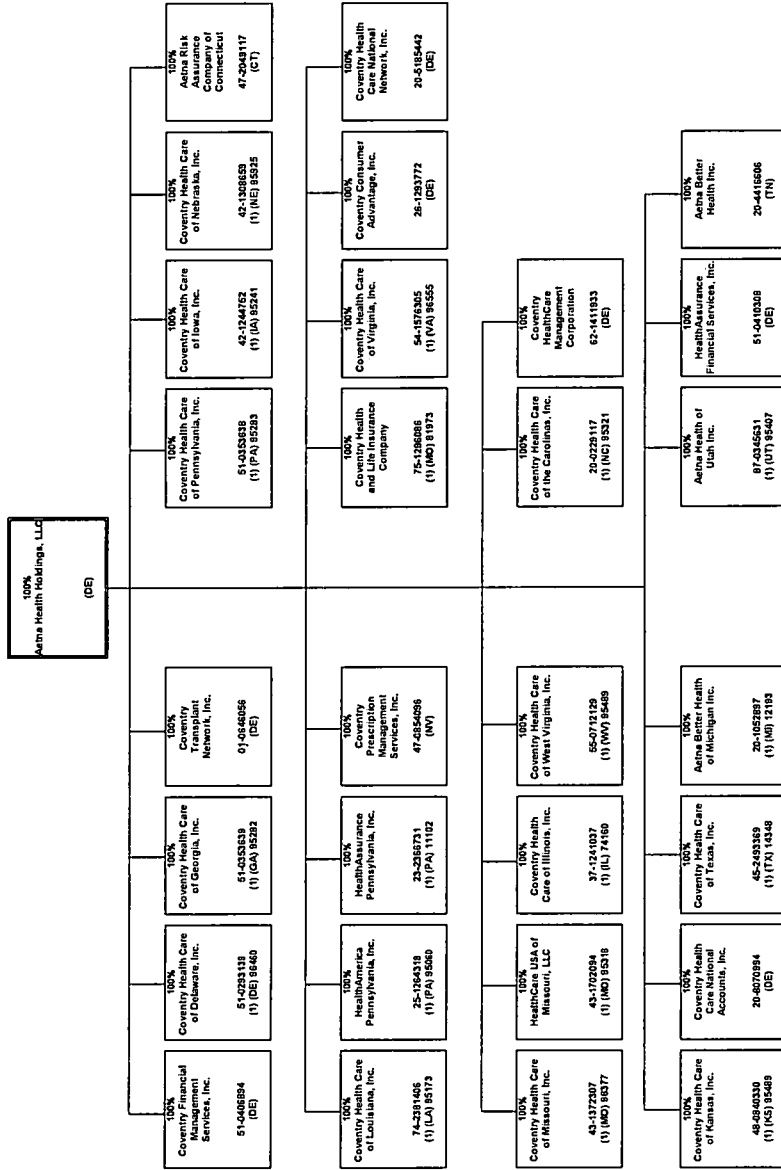 100%
Aetna Health Holdings, LLC
(DE)
100%
Coventry Financial
Management
Services, Inc.
51-0406894
(DE)
100%
Coventry Health Care
of Delaware, Inc.
51-0293139
(1) (DE) 96460
100%
Coventry Health Care
of Georgia, Inc.
51-0353639
(1) (GA) 95282
100%
Coventry
Transplant
Network, Inc.
01-0646056
(DE)
100%
Coventry Health Care
of Pennsylvania, Inc.
51-0353638
(1) (PA) 95283
100%
Coventry Health Care
of Iowa, Inc.
42-1244752
(1) (IA) 95241
100%
Coventry Health Care
of Nebraska, Inc.
42-1308659
(1) (NE) 95925
100%
Aetna Risk
Assurance
Company of
Connecticut
47-2049117
(CT)
100%
Coventry Health Care
of Louisiana, Inc.
74-2381406
(1) (LA) 95173
100%
HealthAmerica
Pennsylvania, Inc.
25-1264318
(1) (PA) 95060
100%
HealthAssurance
Pennsylvania, Inc.
23-2366731
(1) (PA) 11102
100%
Coventry
Prescription
Management
Services, Inc.
47-0854096
(NV)
100%
Coventry Health
and Life Insurance
Company
75-1296086
(1) (MO) 81973
100%
Coventry Health Care
of Virginia, Inc.
54-1576305
(1) (VA) 96555
100%
Coventry Consumer
Advantage, Inc.
26-1293772
(DE)
100%
Coventry Health
Care National
Network, Inc.
20-5185442
(DE)
100%
Coventry Health Care
of Missouri, Inc.
43-1372307
(1) (MO) 96377
100%
HealthCare USA of
Missouri, LLC
43-1702094
(1) (MO) 95318
100%
Coventry Health
Care of Illinois, Inc.
37-1241037
(1) (IL) 74160
100%
Coventry Health Care
of West Virginia, Inc.
55-0712129
(1) (WV) 95489
100%
Coventry Health Care
of the Carolinas, Inc.
20-0229117
(1) (NC) 95321
100%
Coventry
HealthCare
Management
Corporation
62-1411933
(DE)
100%
Coventry Health Care
of Kansas, Inc.
48-0840330
(1) (KS) 95489
100%
Coventry Health
Care National
Accounts, Inc.
20-8070994
(DE)
100%
Coventry Health Care
of Texas, Inc.
45-2493369
(1) (TX) 14348
100%
Aetna Better Health
of Michigan Inc.
20-1052897
(1) (MI) 12193
100%
Aetna Health of
Utah Inc.
87-0345631
(1) (UT) 95407
100%
HealthAssurance
Financial Services, Inc.
51-0410308
(DE)
100%
Aetna Better
Health Inc.
20-4416606
(TN)